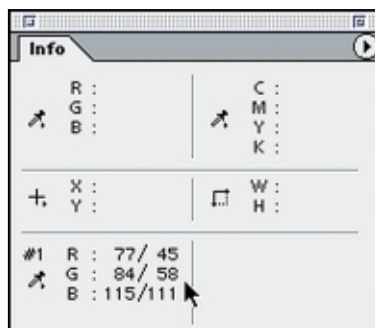 Info
R :
G :
B :
C :
M :
Y :
K :
X :
Y :
W :
H :
#1 R : 77/ 45
G : 84/ 58
B : 115/111